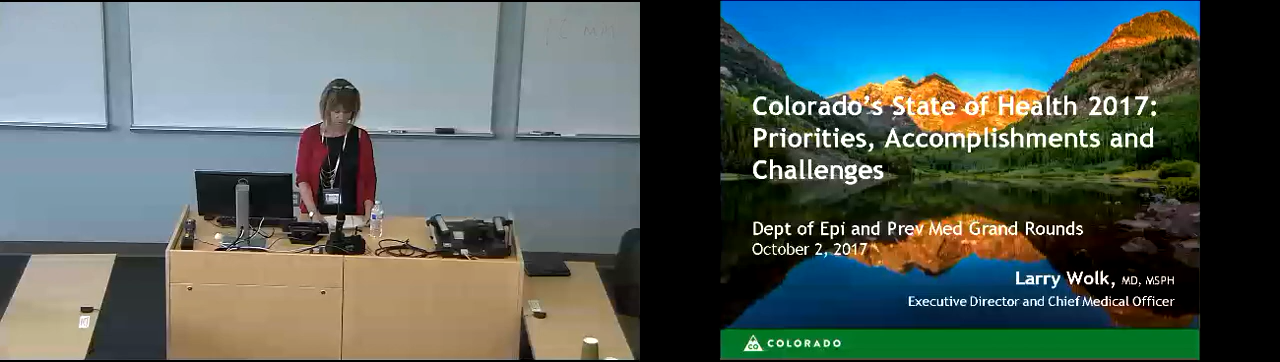 Colorado's State of Health 2017:
Priorities, Accomplishments and
Challenges
Dept of Epi and Prev Med Grand Rounds
October 2, 2017
Larry Wolk, MD, MSPH
Executive Director and Chief Medical Officer
CO COLORADO